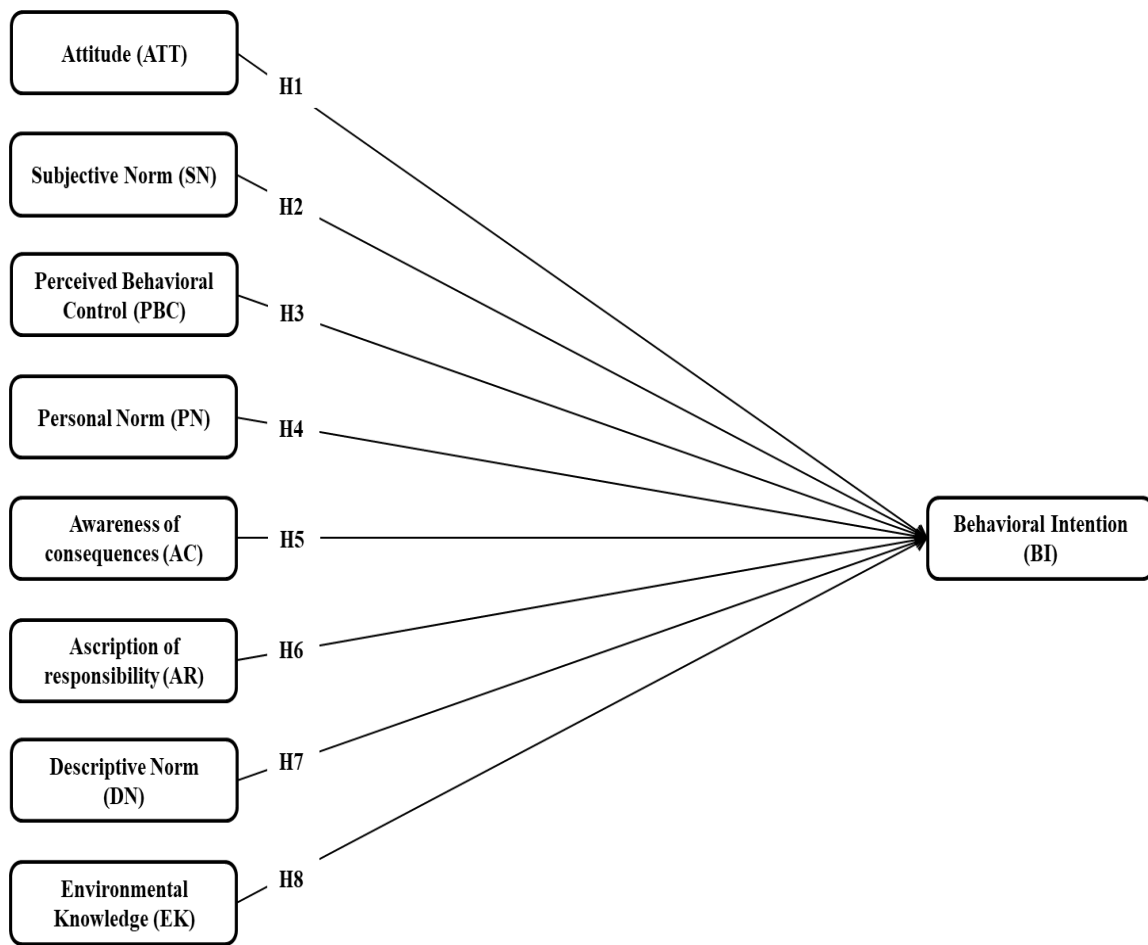 Attitude (ATT)
H1
Subjective Norm (SN)
H2
Perceived Behavioral
Control (PBC)
H3
Personal Norm (PN)
H4
Awareness of
consequences (AC)
H5
Behavioral Intention
(BI)
Ascription of
responsibility (AR)
H6
Descriptive Norm
(DN)
H7
Environmental
Knowledge (EK)
H8